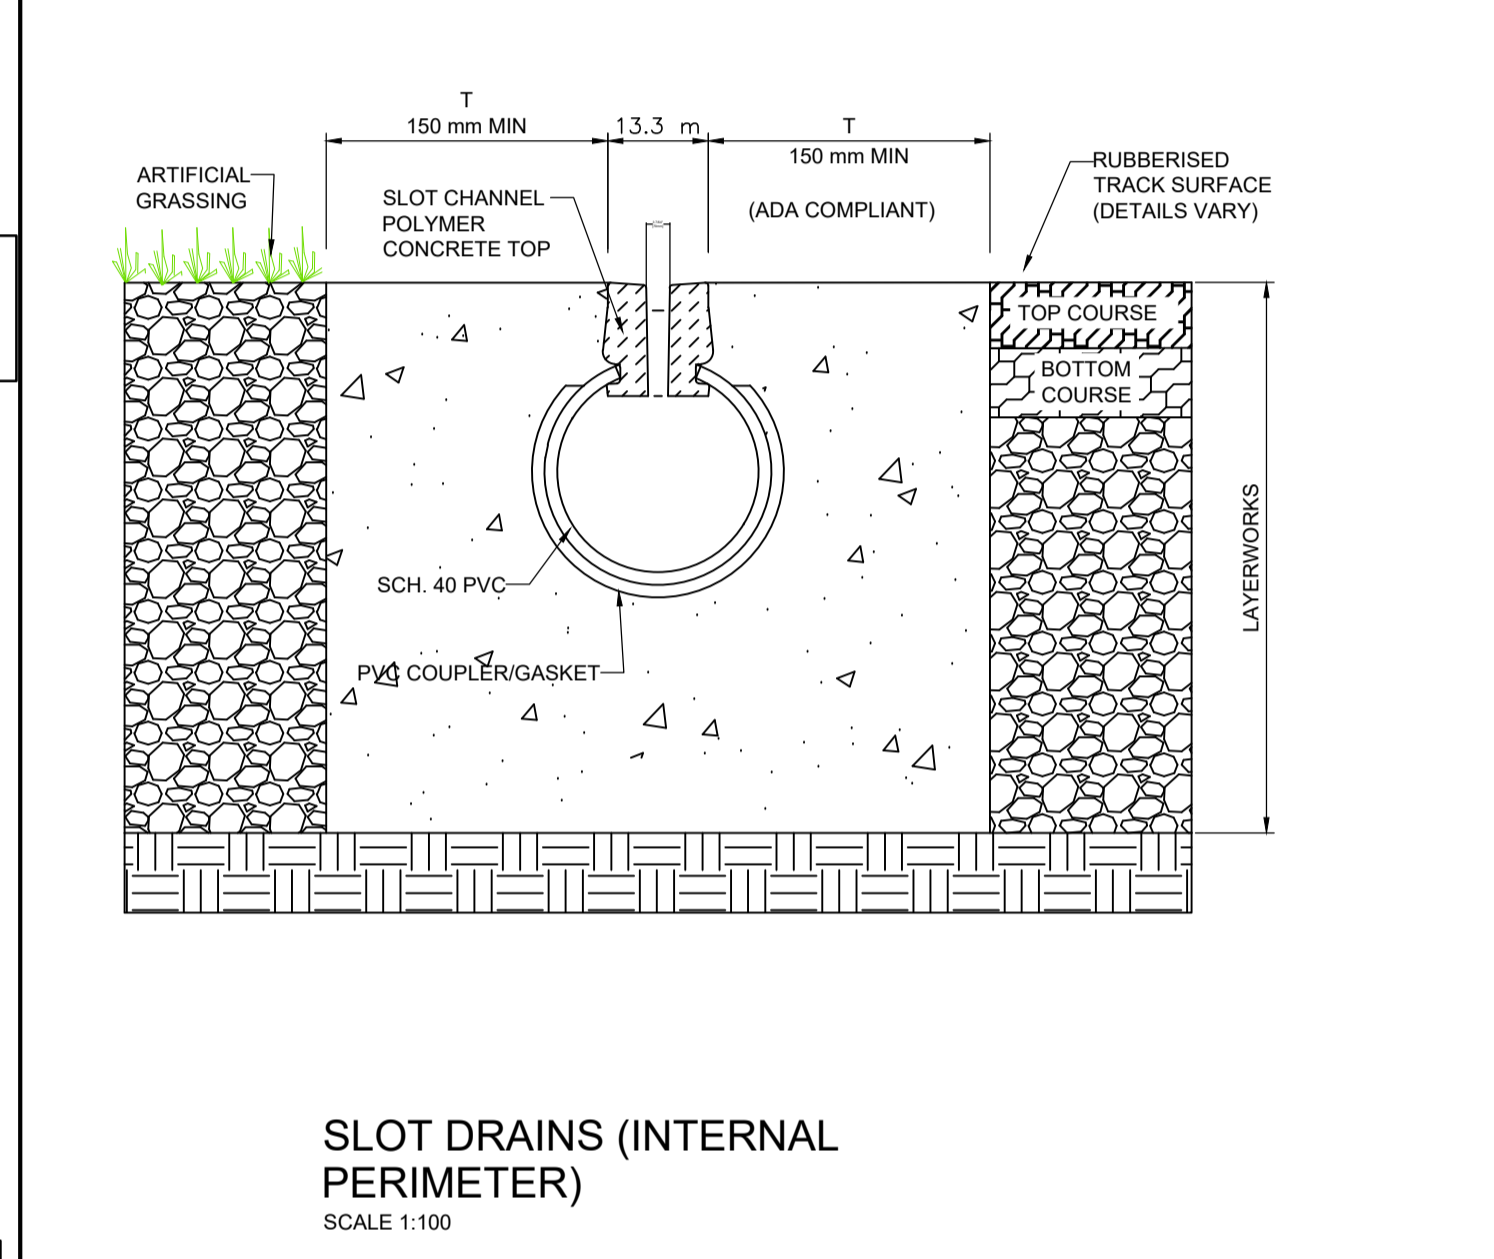 T
150 mm MIN
13.3 m
T
150 mm MIN
(ADA COMPLIANT)
ARTIFICIAL
GRASSING
SLOT CHANNEL
POLYMER
CONCRETE TOP
RUBBERISED
TRACK SURFACE
(DETAILS VARY)
TOP COURSE
BOTTOM
COURSE
LAYERWORKS
SCH. 40 PVC
PVC COUPLER/GASKET
SLOT DRAINS (INTERNAL
PERIMETER)
SCALE 1:100